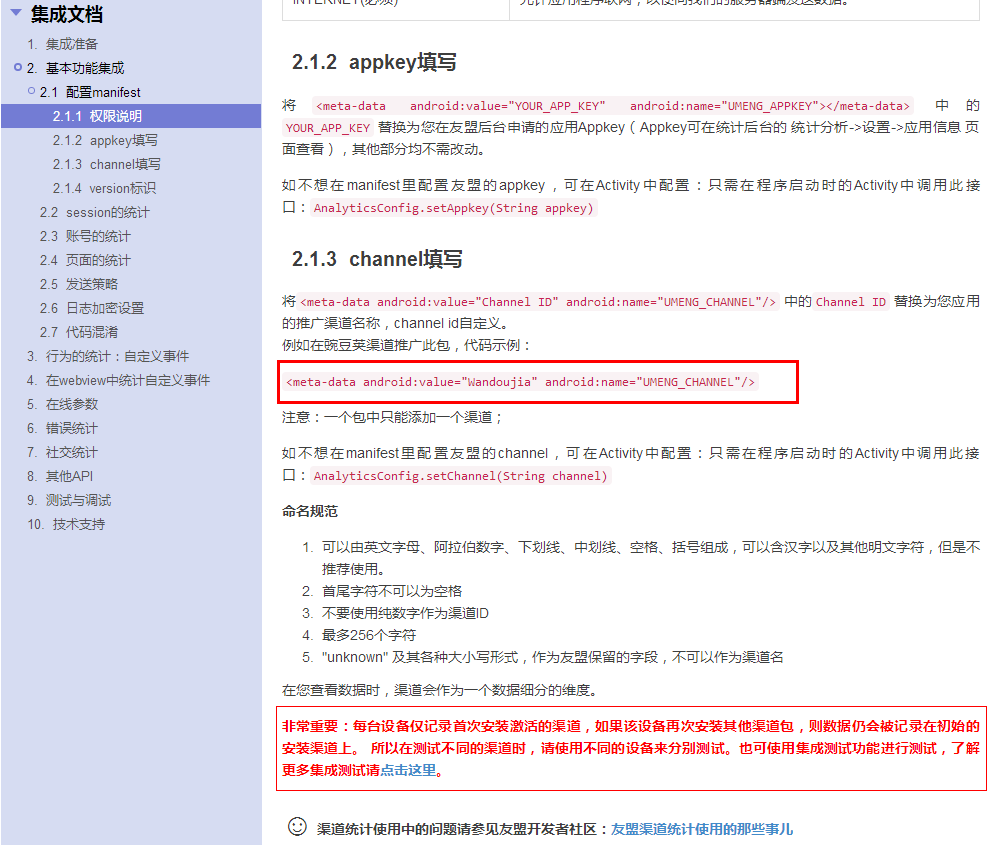 集成文档
1. 集成准备
2. 基本功能集成
2.1 配置manifest
2.1.1 权限说明
2.1.2 appkey填写
2.1.3 channel填写
2.1.4 version标识
2.2 session的统计
2.3 账号的统计
2.4 页面的统计
2.5 发送策略
2.6 日志加密设置
2.7 代码混淆
3. 行为的统计：自定义事件
4. 在webview中统计自定义事件
5. 在线参数
6. 错误统计
7. 社交统计
8. 其他API
9. 测试与调试
10. 技术支持
INTERNET(必须)
允许应用程序联网，以便向我们的服务器端发送数据。
2.1.2 appkey填写
将 <meta-data android:value="YOUR_APP_KEY" android:name="UMENG_APPKEY"></meta-data> 中的
YOUR_APP_KEY 替换为您在友盟后台申请的应用Appkey（Appkey可在统计后台的 统计分析->设置->应用信息 页
面查看），其他部分均不需改动。
如不想在manifest里配置友盟的appkey，可在Activity中配置：只需在程序启动时的Activity中调用此接
口：AnalyticsConfig.setAppkey(String appkey)
2.1.3 channel填写
将<meta-data android:value="Channel ID" android:name="UMENG_CHANNEL"/> 中的 Channel ID 替换为您应用
的推广渠道名称，channel id自定义。
例如在豌豆荚渠道推广此包，代码示例：
<meta-data android:value="Wandoujia" android:name="UMENG_CHANNEL"/>
注意：一个包中只能添加一个渠道；
如不想在manifest里配置友盟的channel，可在Activity中配置：只需在程序启动时的Activity中调用此接
口：AnalyticsConfig.setChannel(String channel)
命名规范
1. 可以由英文字母、阿拉伯数字、下划线、中划线、空格、括号组成，可以含汉字以及其他明文字符，但是不
推荐使用。
2. 首尾字符不可以为空格
3. 不要使用纯数字作为渠道ID
4. 最多256个字符
5. "unknown" 及其各种大小写形式，作为友盟保留的字段，不可以作为渠道名
在您查看数据时，渠道会作为一个数据细分的维度。
非常重要：每台设备仅记录首次安装激活的渠道，如果该设备再次安装其他渠道包，则数据仍会被记录在初始的
安装渠道上。 所以在测试不同的渠道时，请使用不同的设备来分别测试。也可使用集成测试功能进行测试，了解
更多集成测试请点击这里。
渠道统计使用中的问题请参见友盟开发者社区：友盟渠道统计使用的那些事儿